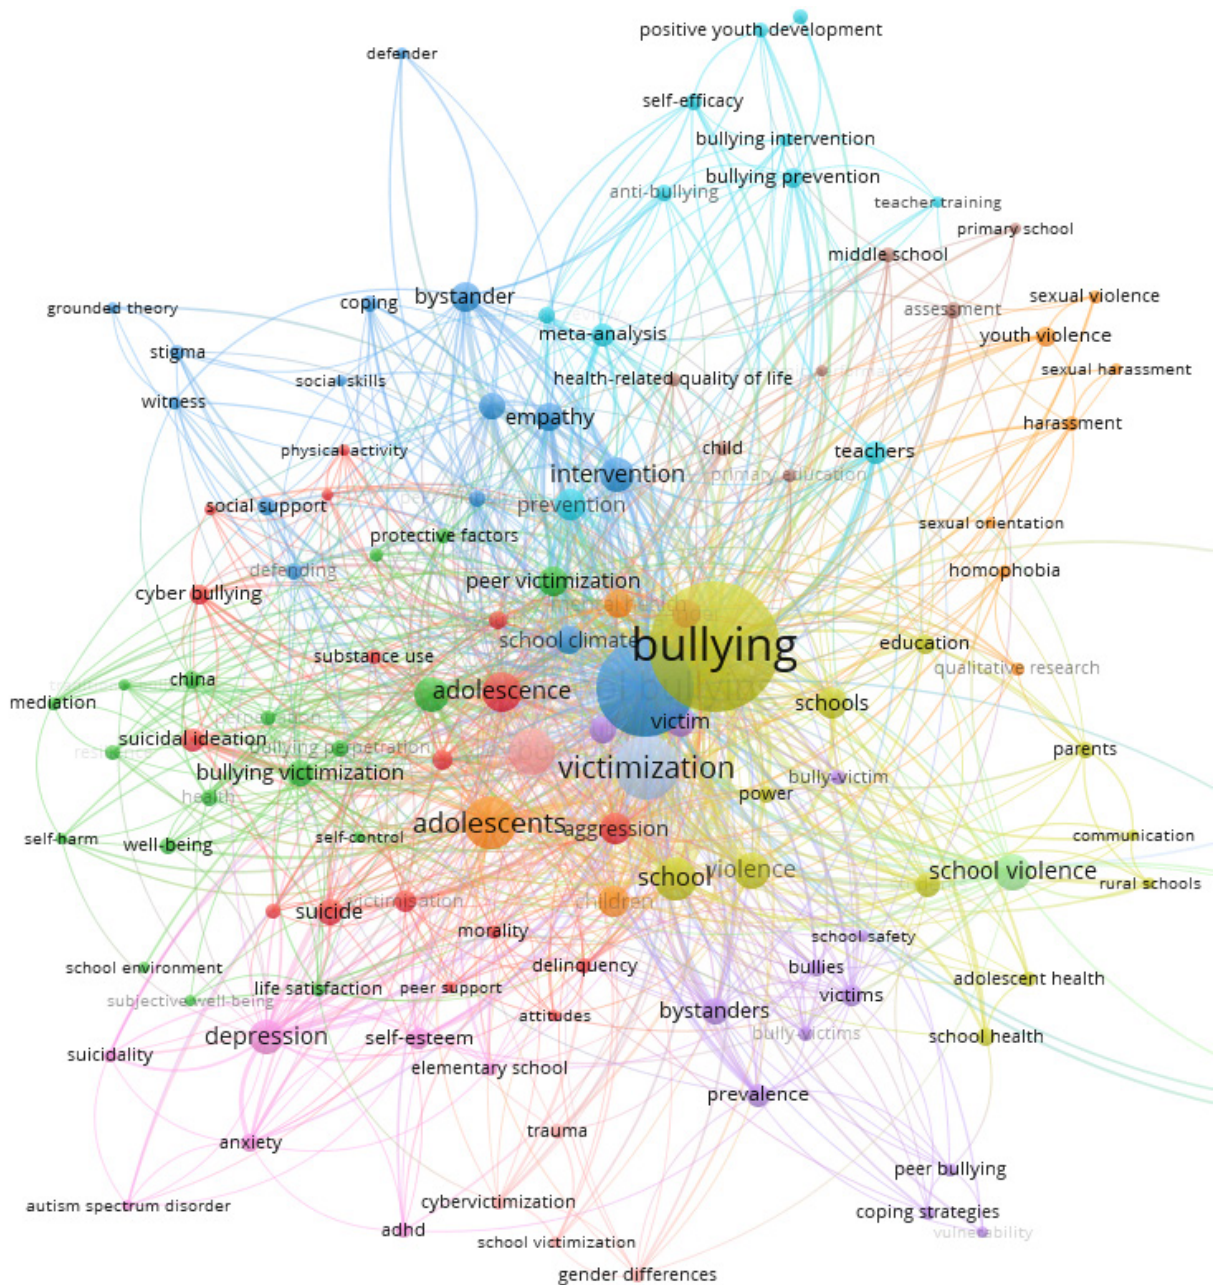 positive youth development
defender
self-efficacy
bullying intervention
bullying prevention
anti-bullying
teacher training
primary school
middle school
bystander
sexual violence
grounded theory
coping
assessment
meta-analysis
youth violence
stigma
sexual harassment
social skills
health-related quality of life
witness
empathy
harassment
physical activity
child
teachers
intervention
primary education
social support
prevention
sexual orientation
protective factors
defending
homophobia
peer victimization
cyber bullying
mental health
school climate
bullying
education
substance use
qualitative research
china
adolescence
mediation
schools
victim
suicidal ideation
bullying perpetration
parents
bullying victimization
victimization
bully-victim
health
power
adolescents
aggression
self-harm
well-being
self-control
communication
school
violence
school violence
rural schools
suicide
victimisation
children
morality
school safety
school environment
delinquency
bullies
adolescent health
life satisfaction
peer support
victims
subjective well-being
attitudes
bystanders
depression
self-esteem
bully-victims
school health
suicidality
elementary school
prevalence
trauma
anxiety
peer bullying
autism spectrum disorder
cybervictimization
coping strategies
adhd
vulnerability
school victimization
gender differences